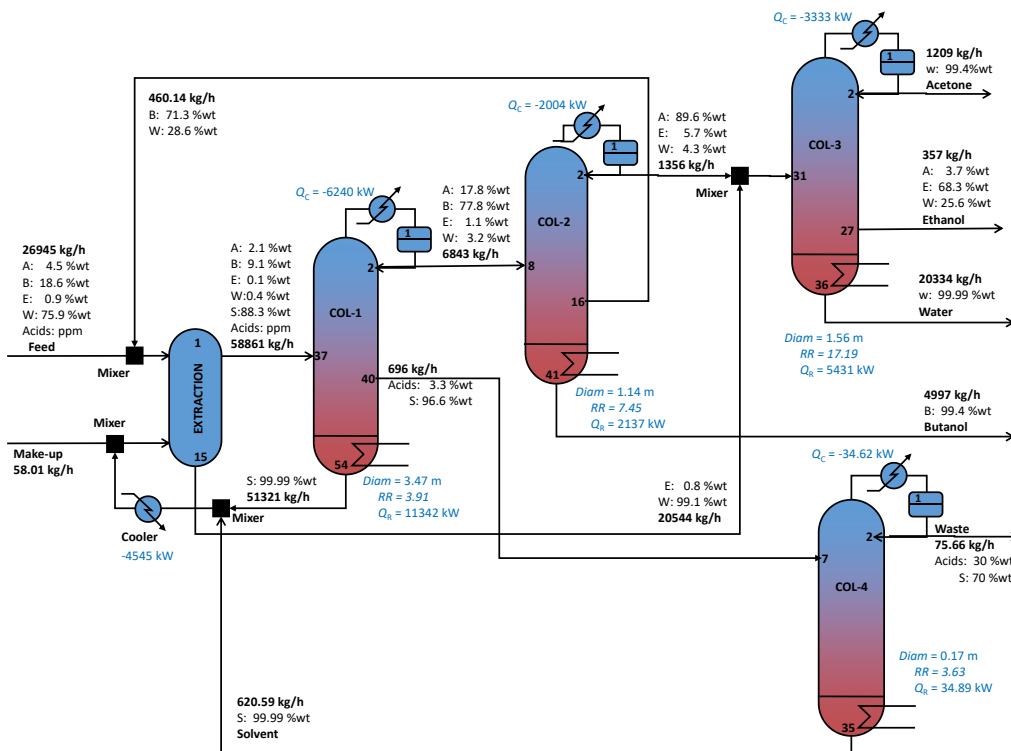 Q_C = -3333 kW
1
1209 kg/h
w: 99.4%wt
Acetone
2
COL-3
31
27
36
357 kg/h
A: 3.7 %wt
E: 68.3 %wt
W: 25.6 %wt
Ethanol
20334 kg/h
w: 99.99 %wt
Water
Diam = 1.56 m
RR = 17.19
Q_R = 5431 kW
460.14 kg/h
B: 71.3 %wt
W: 28.6 %wt
Q_C = -2004 kW
1
2
COL-2
8
16
41
A: 89.6 %wt
E: 5.7 %wt
W: 4.3 %wt
1356 kg/h
Mixer
Diam = 1.14 m
RR = 7.45
Q_R = 2137 kW
4997 kg/h
B: 99.4 %wt
Butanol
Q_C = -6240 kW
1
2
COL-1
37
40
54
A: 17.8 %wt
B: 77.8 %wt
E: 1.1 %wt
W: 3.2 %wt
6843 kg/h
26945 kg/h
A: 4.5 %wt
B: 18.6 %wt
E: 0.9 %wt
W: 75.9 %wt
Acids: ppm
Feed
Mixer
A: 2.1 %wt
B: 9.1 %wt
E: 0.1 %wt
W:0.4 %wt
S:88.3 %wt
Acids: ppm
58861 kg/h
1
EXTRACTION
15
696 kg/h
Acids: 3.3 %wt
S: 96.6 %wt
Mixer
Make-up
58.01 kg/h
S: 99.99 %wt
51321 kg/h
Mixer
Diam = 3.47 m
RR = 3.91
Q_R = 11342 kW
Cooler
-4545 kW
E: 0.8 %wt
W: 99.1 %wt
20544 kg/h
Q_C = -34.62 kW
1
2
7
COL-4
35
Waste
75.66 kg/h
Acids: 30 %wt
S: 70 %wt
Diam = 0.17 m
RR = 3.63
Q_R = 34.89 kW
620.59 kg/h
S: 99.99 %wt
Solvent